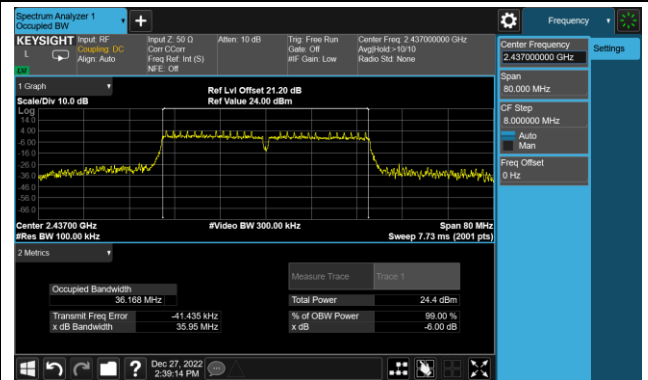 Spectrum Analyzer 1
Occupied BW
Frequency
KEYSIGHT
L
Input: RF
Coupling: DC
Align: Auto
Input Z: 50 Ω
Corr CCorr
Freq Ref: Int (S)
NFE: Off
Atten: 10 dB
Trig: Free Run
Gate: Off
#IF Gain: Low
Center Freq: 2.437000000 GHz
Avg|Hold:>10/10
Radio Std: None
Center Frequency
2.437000000 GHz
Settings
Span
80.000 MHz
CF Step
8.000000 MHz
Auto
Man
Freq Offset
0 Hz
1 Graph
Scale/Div 10.0 dB
Ref Lvl Offset 21.20 dB
Ref Value 24.00 dBm
Log
14.0
4.00
-6.00
-16.0
-26.0
-36.0
-46.0
-56.0
-66.0
Center 2.43700 GHz
#Res BW 100.00 kHz
#Video BW 300.00 kHz
Span 80 MHz
Sweep 7.73 ms (2001 pts)
2 Metrics
Measure Trace
Trace 1
Occupied Bandwidth
36.168 MHz
Total Power
24.4 dBm
Transmit Freq Error
-41.435 kHz
% of OBW Power
99.00 %
x dB Bandwidth
35.95 MHz
x dB
-6.00 dB
?
Dec 27, 2022
2:39:14 PM